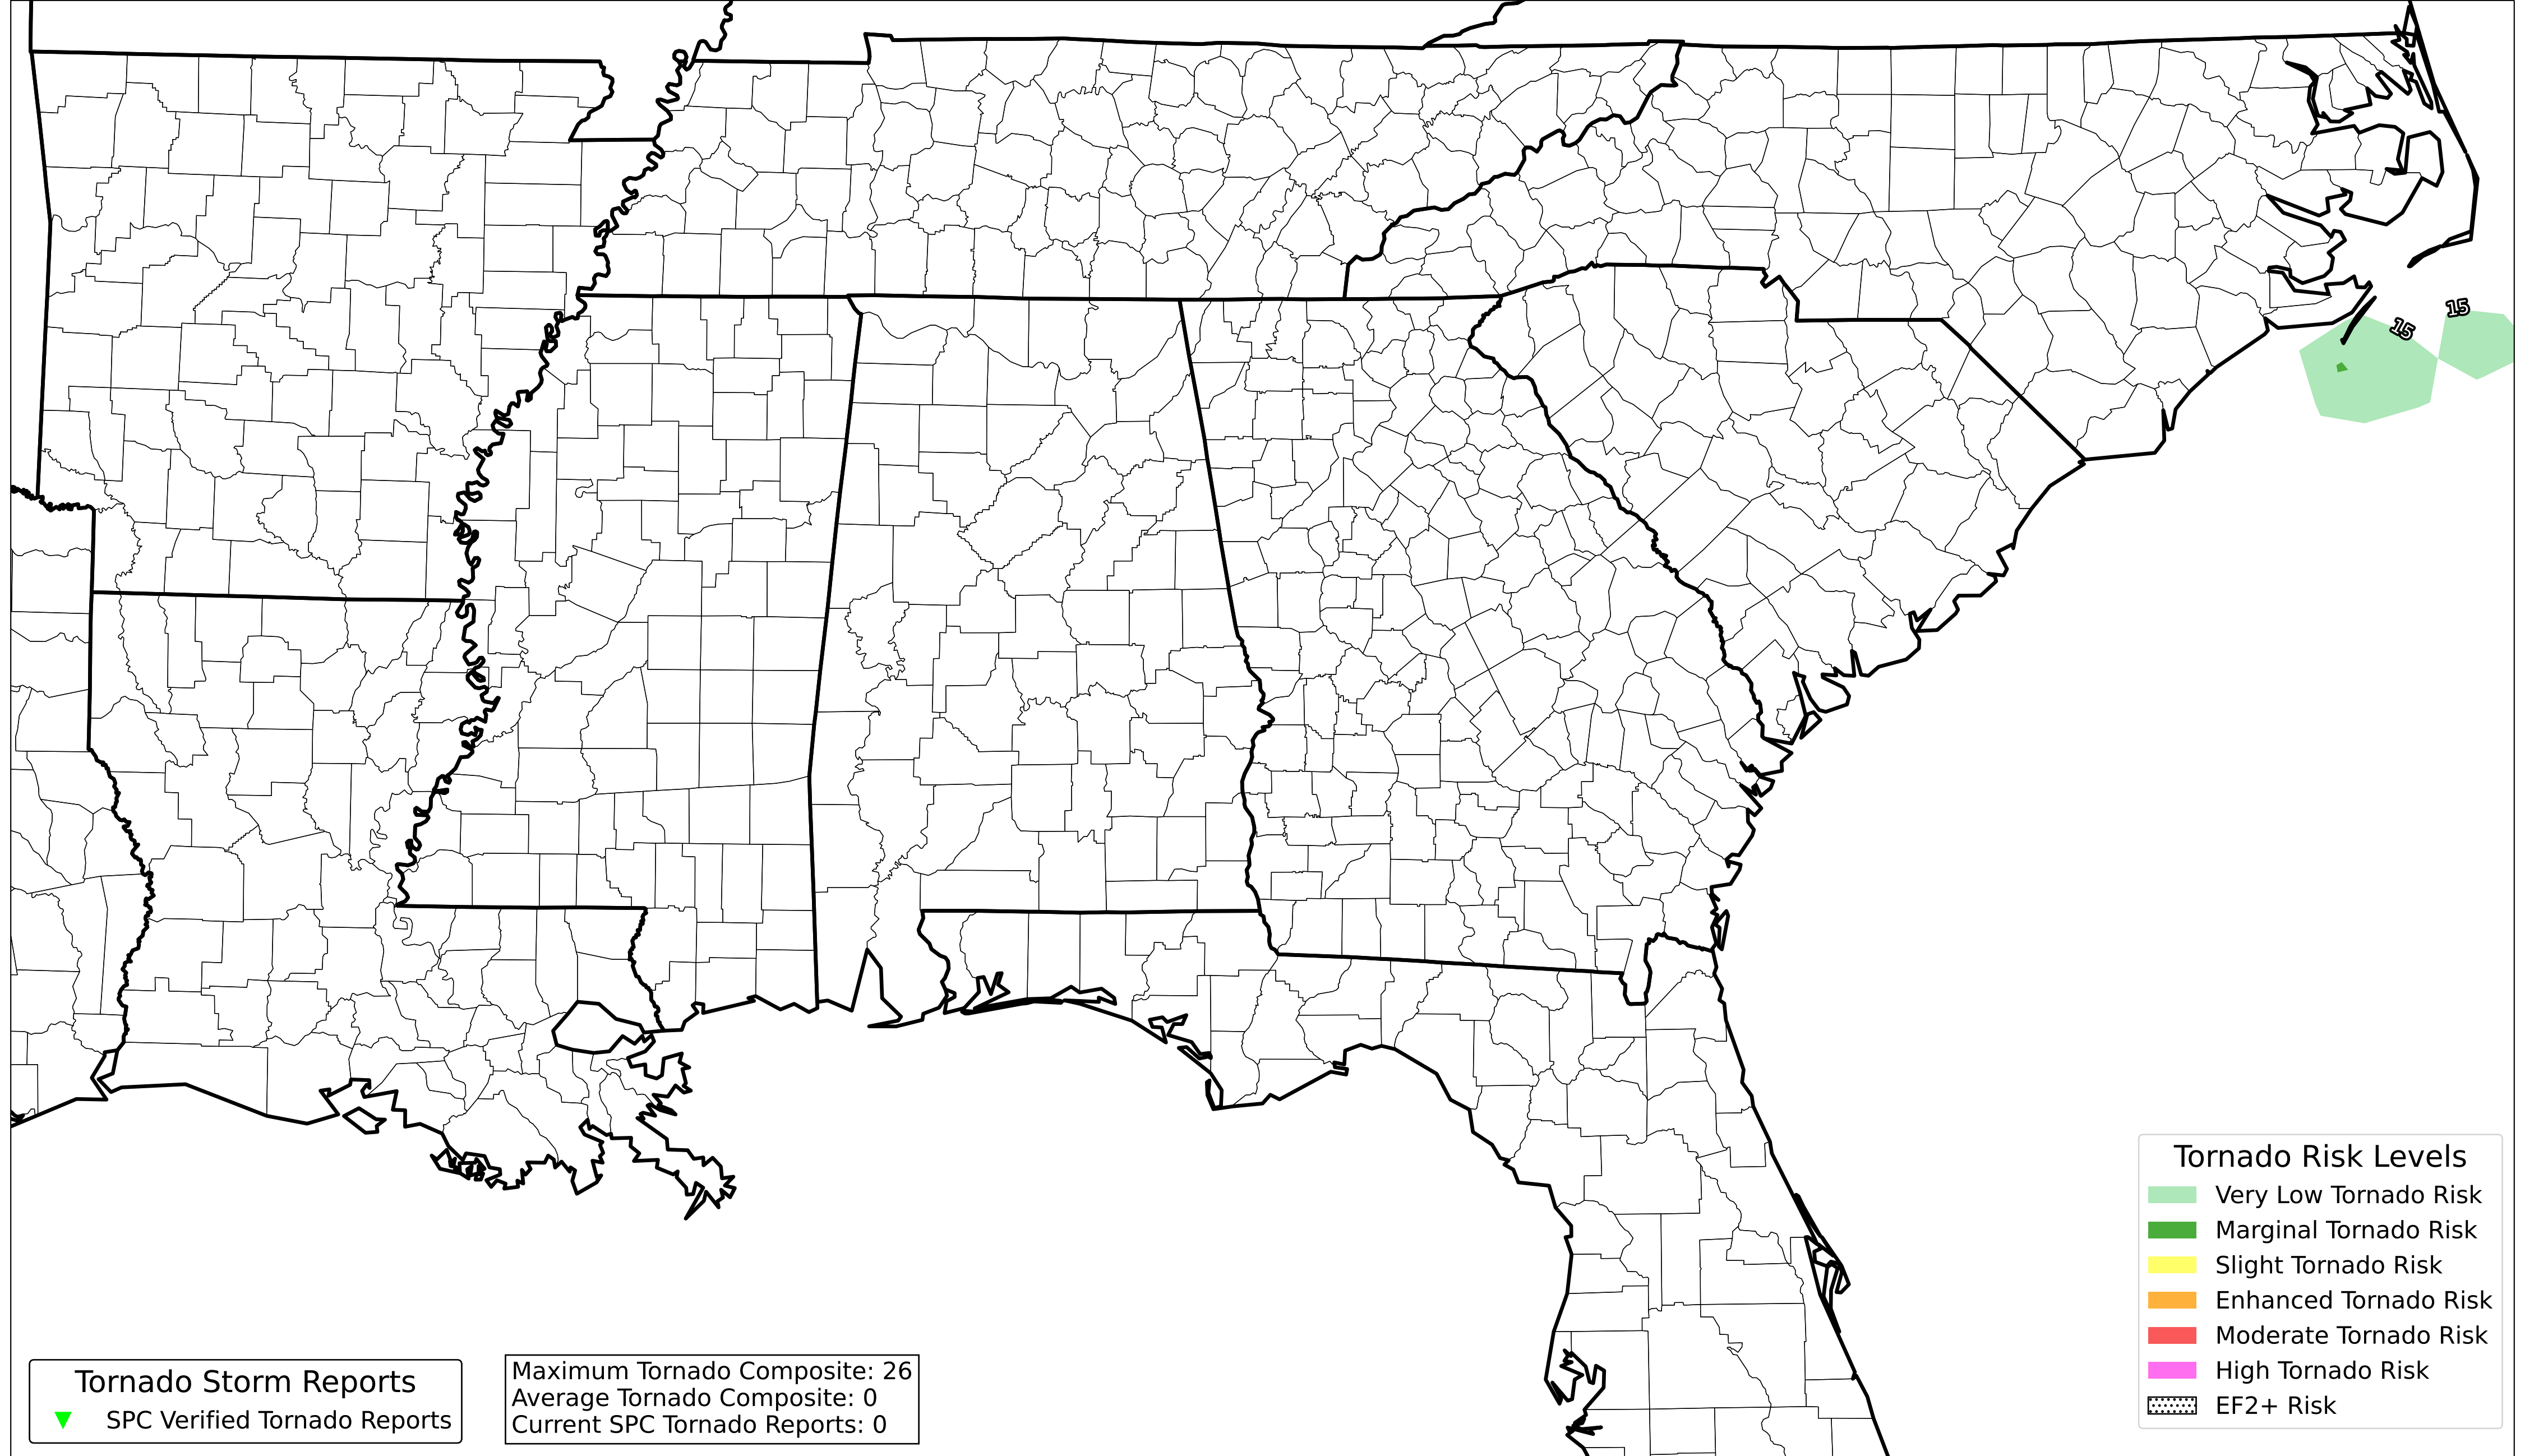 15
15
Tornado Risk Levels
Very Low Tornado Risk
Marginal Tornado Risk
Slight Tornado Risk
Enhanced Tornado Risk
Moderate Tornado Risk
High Tornado Risk
EF2+ Risk
Tornado Storm Reports
SPC Verified Tornado Reports
Maximum Tornado Composite: 26
Average Tornado Composite: 0
Current SPC Tornado Reports: 0